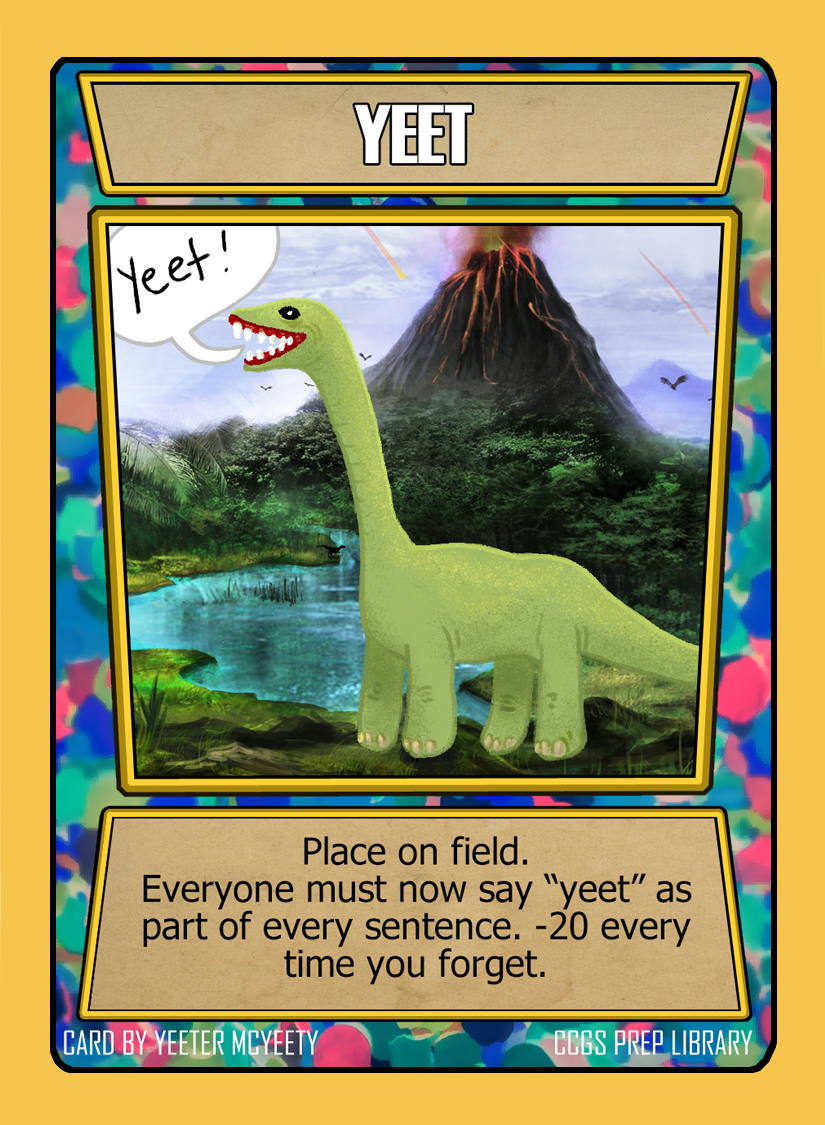 YEET
Yeet!
Place on field.
Everyone must now say “yeet” as
part of every sentence. -20 every
time you forget.
CARD BY YEETER MCYEETY
CCGS PREP LIBRARY